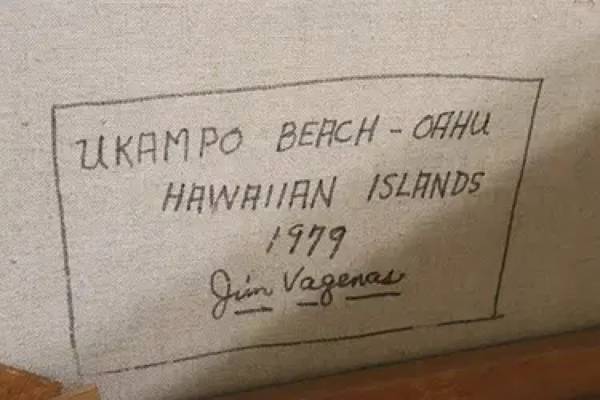 UKAMPO BEACH - OAHU
HAWAIIAN ISLANDS
1979
Jim Vagenas